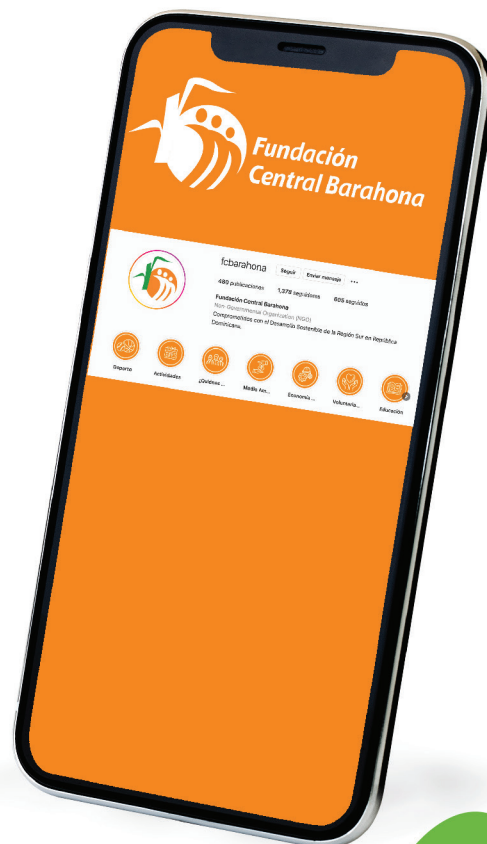 Fundación
Central Barahona
fcbarahona Seguir Enviar mensaje ...
489 publicaciones 1,378 seguidores 605 seguidos
Fundación Central Barahona
Non-Governmental Organization (NGO)
Comprometidos con el Desarrollo Sostenible de la Región Sur en República
Dominicana.
Deporte Actividades ¿Quiénes ... Medio Am... Economía ... Voluntaria... Educación